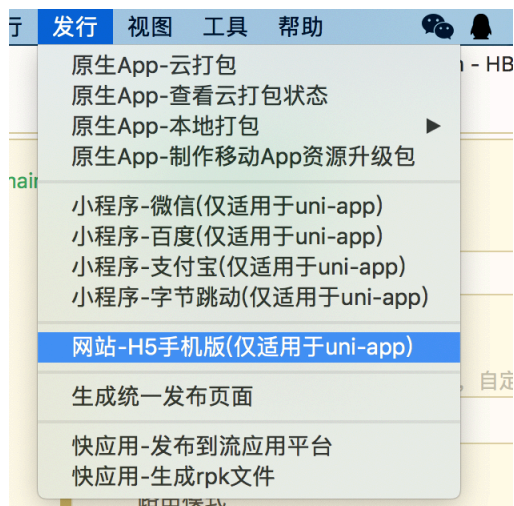 行 发行 视图 工具 帮助
- HB
原生App-云打包
原生App-查看云打包状态
原生App-本地打包
原生App-制作移动App资源升级包
小程序-微信(仅适用于uni-app)
小程序-百度(仅适用于uni-app)
小程序-支付宝(仅适用于uni-app)
小程序-字节跳动(仅适用于uni-app)
网站-H5手机版(仅适用于uni-app)
，自定
生成统一发布页面
快应用-发布到流应用平台
快应用-生成rpk文件